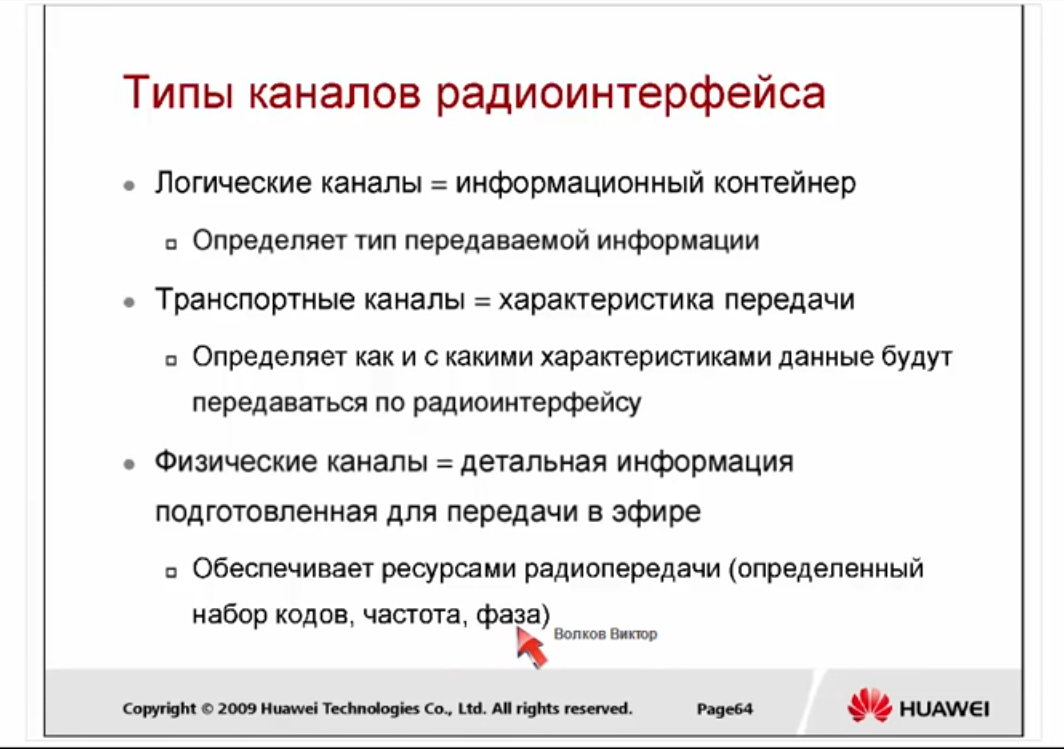 Типы каналов радиоинтерфейса
Логические каналы = информационный контейнер
Определяет тип передаваемой информации
Транспортные каналы = характеристика передачи
Определяет как и с какими характеристиками данные будут
передаваться по радиоинтерфейсу
Физические каналы = детальная информация
подготовленная для передачи в эфире
Обеспечивает ресурсами радиопередачи (определенный
набор кодов, частота, фаза)
Волков Виктор
Copyright © 2009 Huawei Technologies Co., Ltd. All rights reserved.
Page64
HUAWEI